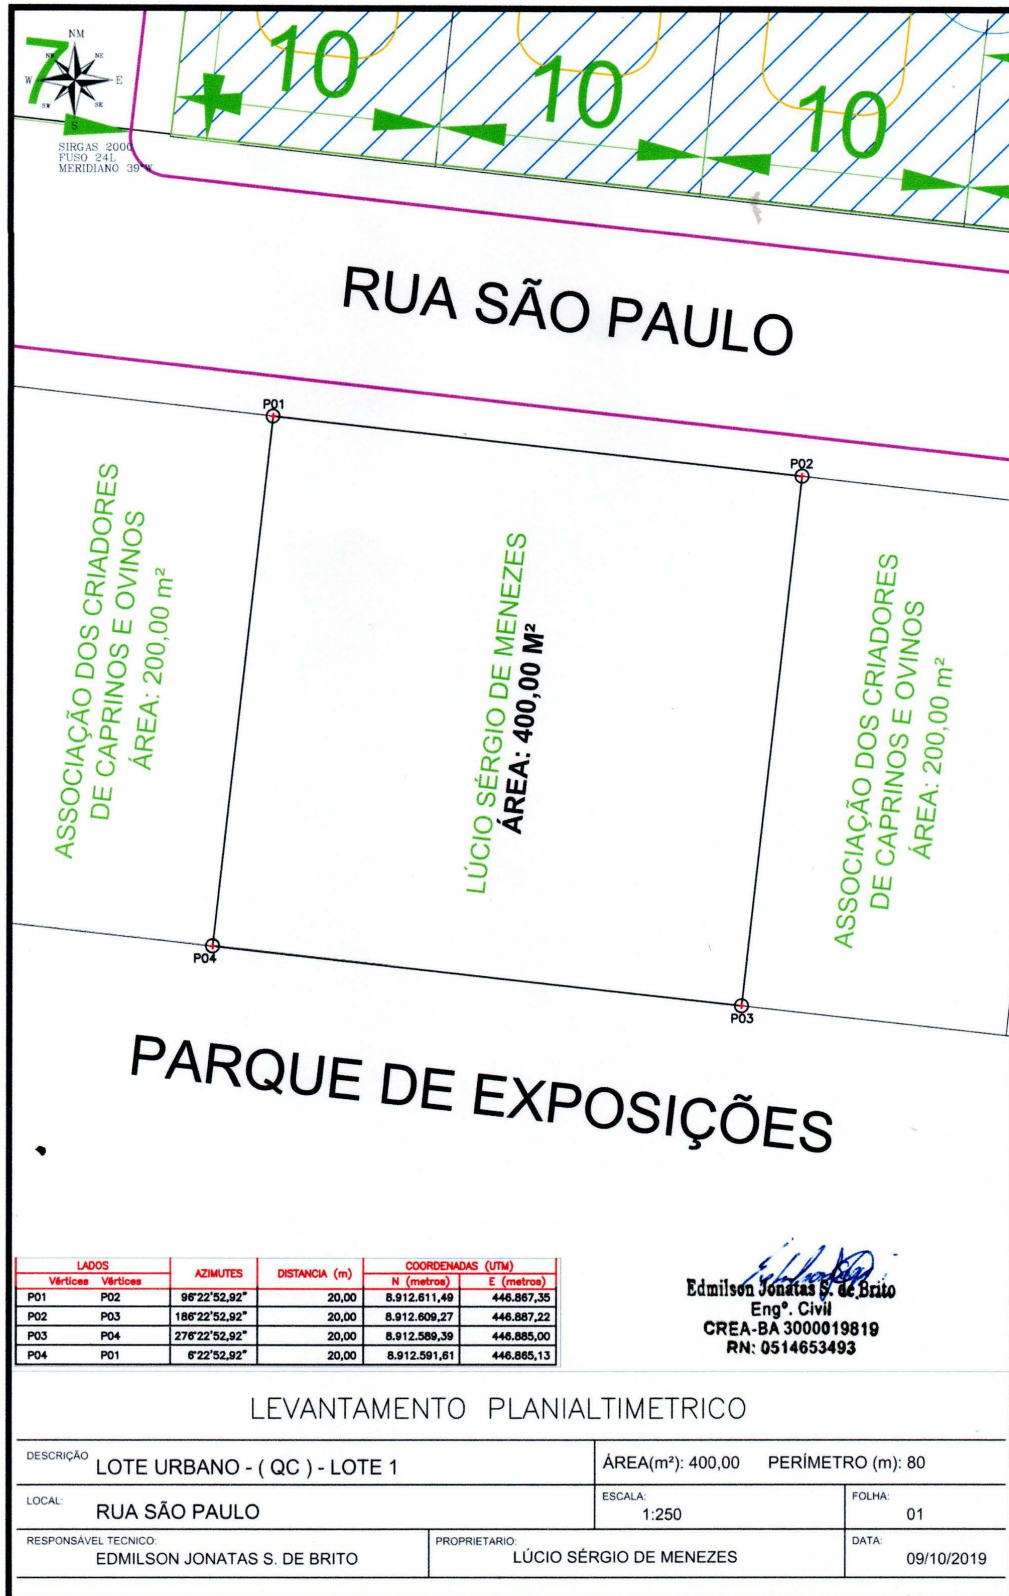 7
NM
NW
NE
W
E
SW
SE
S
SIRGAS 2000
FUSO 24L
MERIDIANO 39°W
10
10
10
RUA SÃO PAULO
P01
P02
ASSOCIAÇÃO DOS CRIADORES
DE CAPRINOS E OVINOS
ÁREA: 200,00 m²
LÚCIO SÉRGIO DE MENEZES
ÁREA: 400,00 M²
ASSOCIAÇÃO DOS CRIADORES
DE CAPRINOS E OVINOS
ÁREA: 200,00 m²
P04
P03
PARQUE DE EXPOSIÇÕES
LADOS AZIMUTES DISTANCIA (m) COORDENADAS (UTM)
Vértices Vértices N (metros) E (metros)
P01 P02 96°22'52,92" 20,00 8.912.611,49 446.867,35
P02 P03 186°22'52,92" 20,00 8.912.609,27 446.887,22
P03 P04 276°22'52,92" 20,00 8.912.589,39 446.885,00
P04 P01 6°22'52,92" 20,00 8.912.591,61 446.865,13
Edmilson Jonatas S. de Brito
Engº. Civil
CREA-BA 3000019819
RN: 0514653493
LEVANTAMENTO PLANIALTIMETRICO
DESCRIÇÃO LOTE URBANO - ( QC ) - LOTE 1 ÁREA(m²): 400,00 PERÍMETRO (m): 80
LOCAL: RUA SÃO PAULO ESCALA: 1:250 FOLHA: 01
RESPONSÁVEL TECNICO: EDMILSON JONATAS S. DE BRITO PROPRIETARIO: LÚCIO SÉRGIO DE MENEZES DATA: 09/10/2019